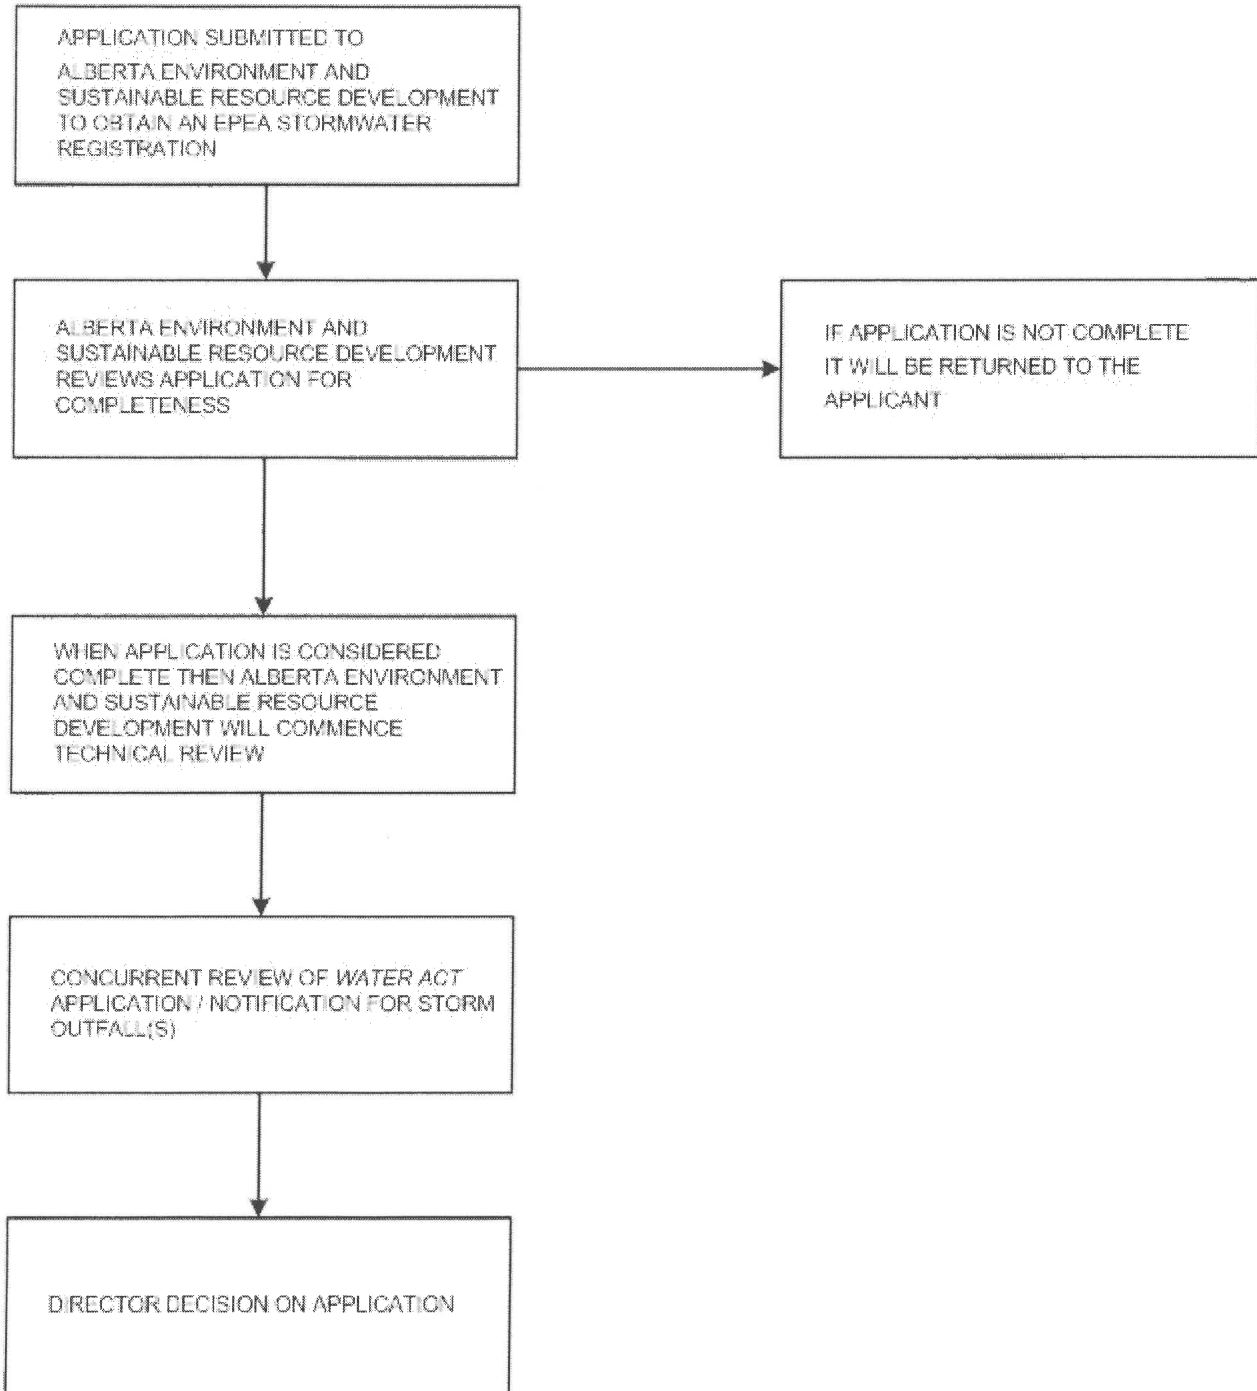 APPLICATION SUBMITTED TO
ALBERTA ENVIRONMENT AND
SUSTAINABLE RESOURCE DEVELOPMENT
TO OBTAIN AN EPEA STORMWATER
REGISTRATION
ALBERTA ENVIRONMENT AND
SUSTAINABLE RESOURCE DEVELOPMENT
REVIEWS APPLICATION FOR
COMPLETENESS
IF APPLICATION IS NOT COMPLETE
IT WILL BE RETURNED TO THE
APPLICANT
WHEN APPLICATION IS CONSIDERED
COMPLETE THEN ALBERTA ENVIRONMENT
AND SUSTAINABLE RESOURCE
DEVELOPMENT WILL COMMENCE
TECHNICAL REVIEW
CONCURRENT REVIEW OF WATER ACT
APPLICATION / NOTIFICATION FOR STORM
OUTFALL(S)
DIRECTOR DECISION ON APPLICATION